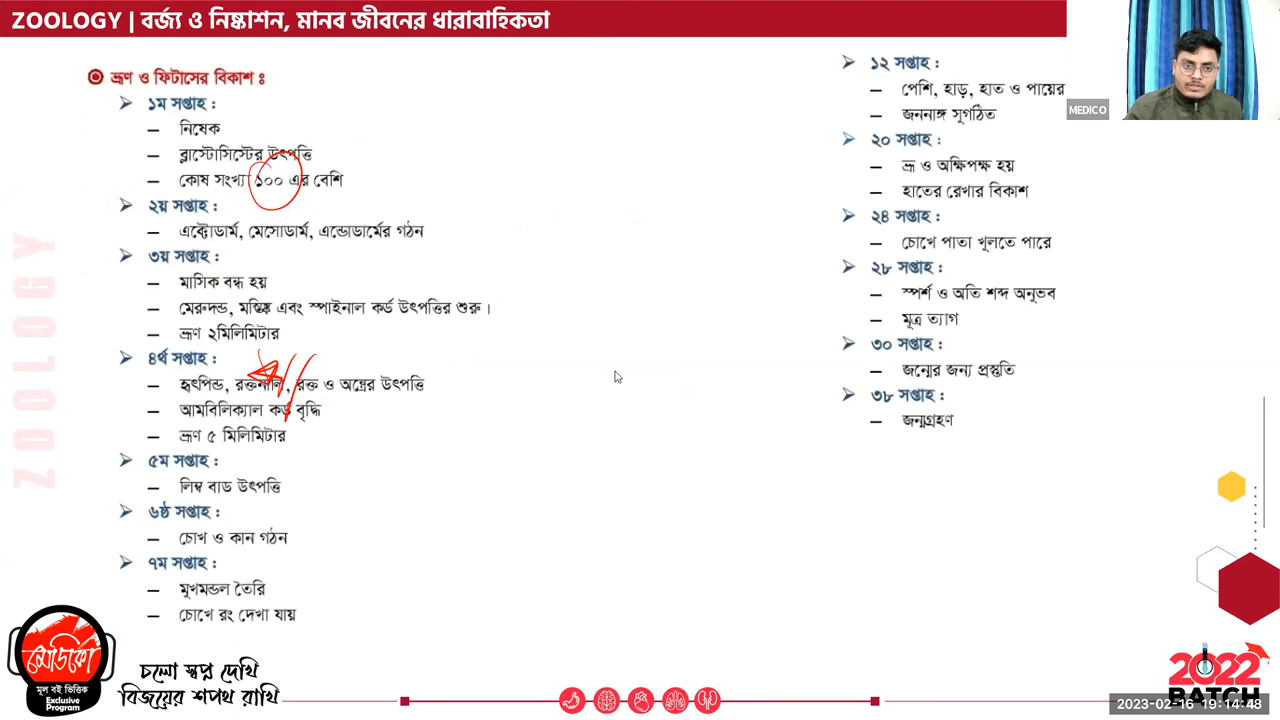 ZOOLOGY | বর্জ্য ও নিষ্কাশন, মানব জীবনের ধারাবাহিকতা
ভ্রূণ ও ফিটাসের বিকাশ ঃ
১ম সপ্তাহ :
– নিষেক
– ব্লাস্টোসিস্টের উৎপত্তি
– কোষ সংখ্যা ১০০ এর বেশি
২য় সপ্তাহ :
– এক্টোডার্ম, মেসোডার্ম, এন্ডোডার্মের গঠন
৩য় সপ্তাহ :
– মাসিক বন্ধ হয়
– মেরুদন্ড, মস্তিষ্ক এবং স্পাইনাল কর্ড উৎপত্তির শুরু।
– ভ্রূণ ২মিলিমিটার
৪র্থ সপ্তাহ :
– হৃৎপিন্ড, রক্তনালি, রক্ত ও অন্ত্রের উৎপত্তি
– আমবিলিক্যাল কর্ড বৃদ্ধি
– ভ্রূণ ৫ মিলিমিটার
৫ম সপ্তাহ :
– লিম্ব বাড উৎপত্তি
৬ষ্ঠ সপ্তাহ :
– চোখ ও কান গঠন
৭ম সপ্তাহ :
– মুখমন্ডল তৈরি
– চোখে রং দেখা যায়
১২ সপ্তাহ :
– পেশি, হাড়, হাত ও পায়ের
– জননাঙ্গ সুগঠিত
২০ সপ্তাহ :
– ভ্রূ ও অক্ষিপক্ষ হয়
– হাতের রেখার বিকাশ
২৪ সপ্তাহ :
– চোখে পাতা খুলতে পারে
২৮ সপ্তাহ :
– স্পর্শ ও অতি শব্দ অনুভব
– মূত্র ত্যাগ
৩০ সপ্তাহ :
– জন্মের জন্য প্রস্তুতি
৩৮ সপ্তাহ :
– জন্মগ্রহণ
MEDICO
ZOOLOGY
মেডিকো
মূল বই ভিত্তিক
Exclusive
Program
চলো স্বপ্ন দেখি
বিজয়ের শপথ রাখি
2022
BATCH
2023-02-16 19:14:48